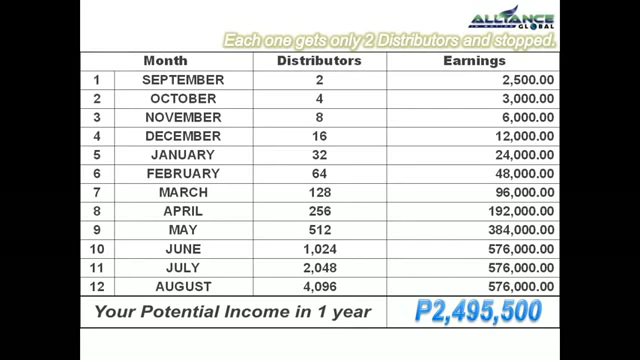 ALLIANCE
IN MOTION GLOBAL
Each one gets only 2 Distributors and stopped.
Month Distributors Earnings
1 SEPTEMBER 2 2,500.00
2 OCTOBER 4 3,000.00
3 NOVEMBER 8 6,000.00
4 DECEMBER 16 12,000.00
5 JANUARY 32 24,000.00
6 FEBRUARY 64 48,000.00
7 MARCH 128 96,000.00
8 APRIL 256 192,000.00
9 MAY 512 384,000.00
10 JUNE 1,024 576,000.00
11 JULY 2,048 576,000.00
12 AUGUST 4,096 576,000.00
Your Potential Income in 1 year P2,495,500